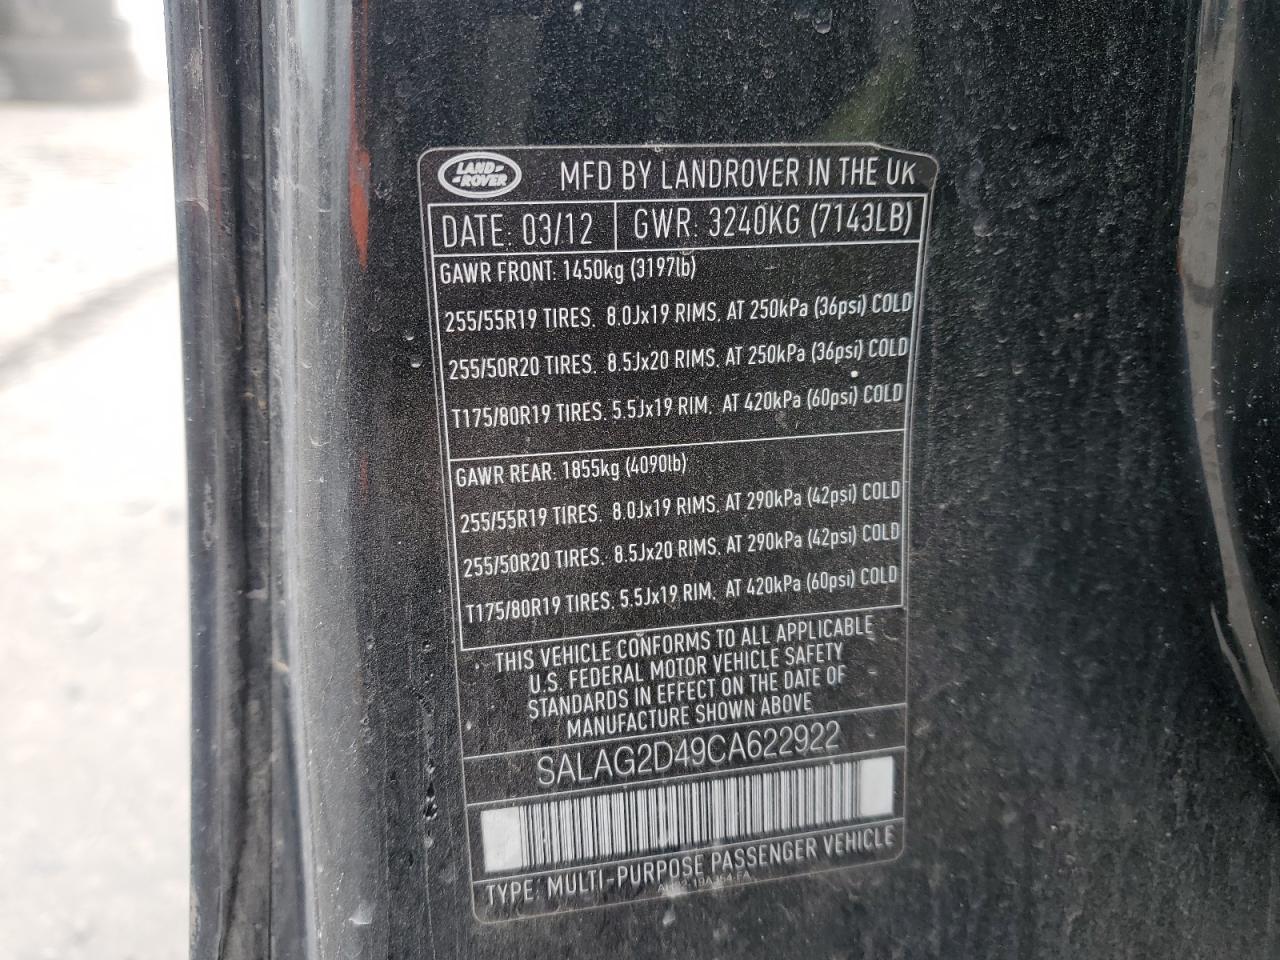 LAND ROVER
MFD BY LANDROVER IN THE UK
DATE: 03/12 GWR: 3240KG (7143LB)
GAWR FRONT: 1450kg (3197lb)
255/55R19 TIRES. 8.0Jx19 RIMS. AT 250kPa (36psi) COLD
255/50R20 TIRES. 8.5Jx20 RIMS. AT 250kPa (36psi) COLD
T175/80R19 TIRES. 5.5Jx19 RIM. AT 420kPa (60psi) COLD
GAWR REAR: 1855kg (4090lb)
255/55R19 TIRES. 8.0Jx19 RIMS. AT 290kPa (42psi) COLD
255/50R20 TIRES. 8.5Jx20 RIMS. AT 290kPa (42psi) COLD
T175/80R19 TIRES. 5.5Jx19 RIM. AT 420kPa (60psi) COLD
THIS VEHICLE CONFORMS TO ALL APPLICABLE
U.S. FEDERAL MOTOR VEHICLE SAFETY
STANDARDS IN EFFECT ON THE DATE OF
MANUFACTURE SHOWN ABOVE
SALAG2D49CA622922
TYPE: MULTI-PURPOSE PASSENGER VEHICLE